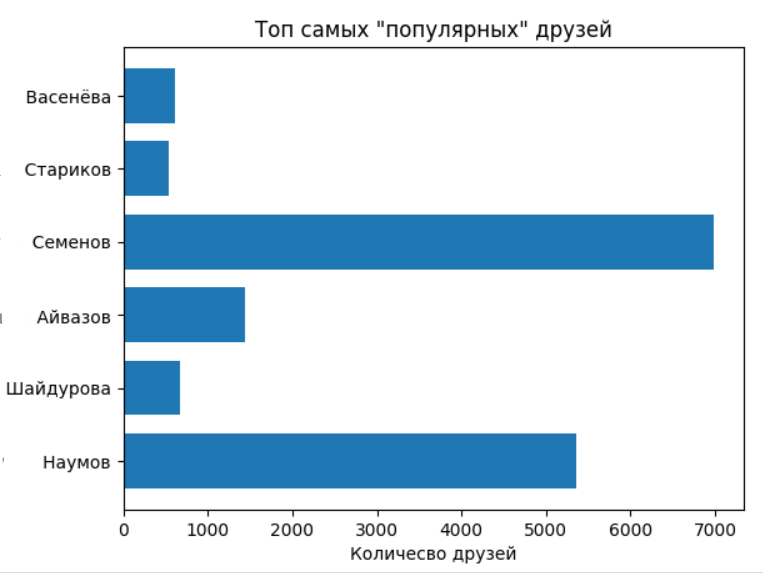 Топ самых "популярных" друзей
Васенёва
Стариков
Семенов
Айвазов
Шайдурова
Наумов
0 1000 2000 3000 4000 5000 6000 7000
Количесво друзей